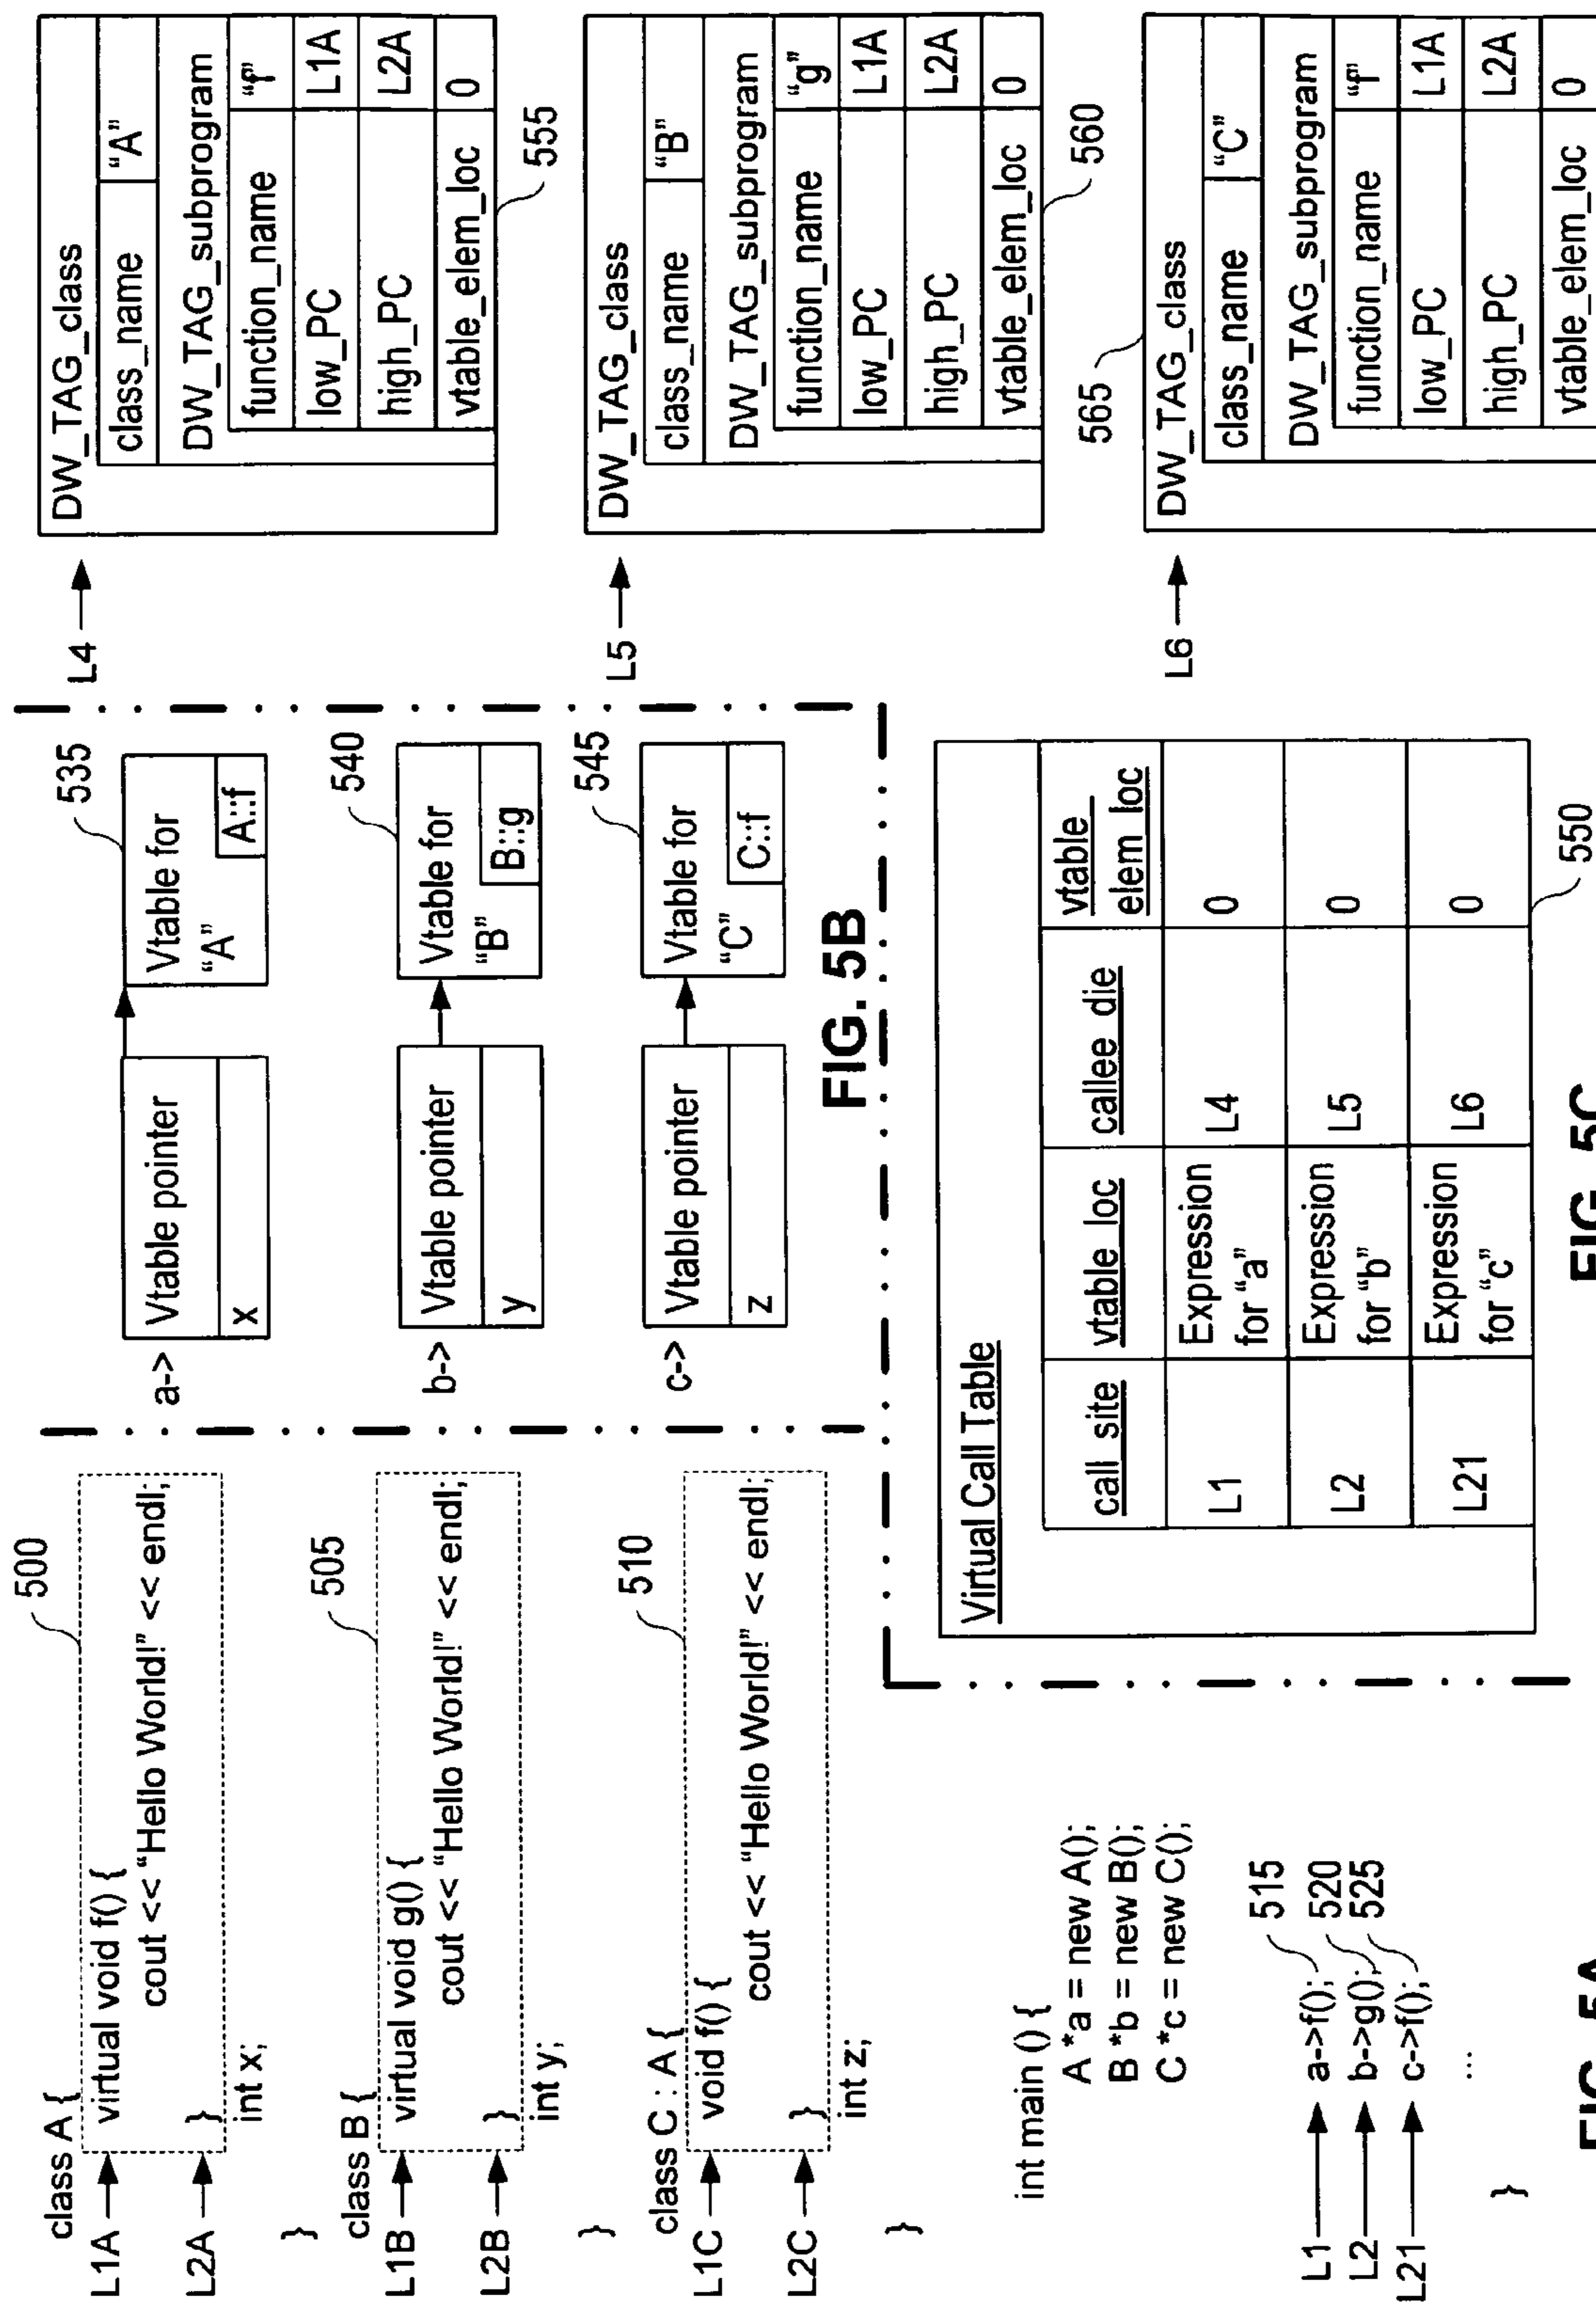 class A {
500
L1A
virtual void f() {
cout << "Hello World!" << endl;
L2A
}
int x;
}
class B {
505
L1B
virtual void g() {
cout << "Hello World!" << endl;
L2B
}
int y;
}
class C : A {
510
L1C
void f() {
cout << "Hello World!" << endl;
L2C
}
int z;
}
int main () {
A *a = new A();
B *b = new B();
C *c = new C();
L1 a->f(); 515
L2 b->g(); 520
L21 c->f(); 525
...
}
FIG. 5A
535
a-> Vtable pointer
x
Vtable for
"A"
A::f
540
b-> Vtable pointer
y
Vtable for
"B"
B::g
545
c-> Vtable pointer
z
Vtable for
"C"
C::f
FIG. 5B
Virtual Call Table
call_site vtable_loc callee_die vtable_
elem_loc
L1 Expression
for "a" L4 0
L2 Expression
for "b" L5 0
L21 Expression
for "c" L6 0
550
FIG. 5C
L4
DW_TAG_class
class_name "A"
DW_TAG_subprogram
function_name "f"
low_PC L1A
high_PC L2A
vtable_elem_loc 0
555
L5
DW_TAG_class
class_name "B"
DW_TAG_subprogram
function_name "g"
low_PC L1A
high_PC L2A
vtable_elem_loc 0
560
565
L6
DW_TAG_class
class_name "C"
DW_TAG_subprogram
function_name "f"
low_PC L1A
high_PC L2A
vtable_elem_loc 0